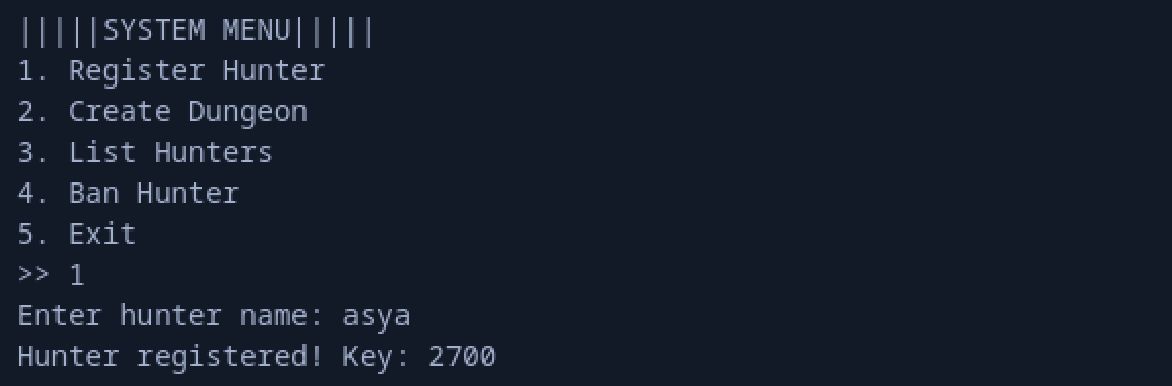 |||||SYSTEM MENU|||||
1. Register Hunter
2. Create Dungeon
3. List Hunters
4. Ban Hunter
5. Exit
>> 1
Enter hunter name: asya
Hunter registered! Key: 2700